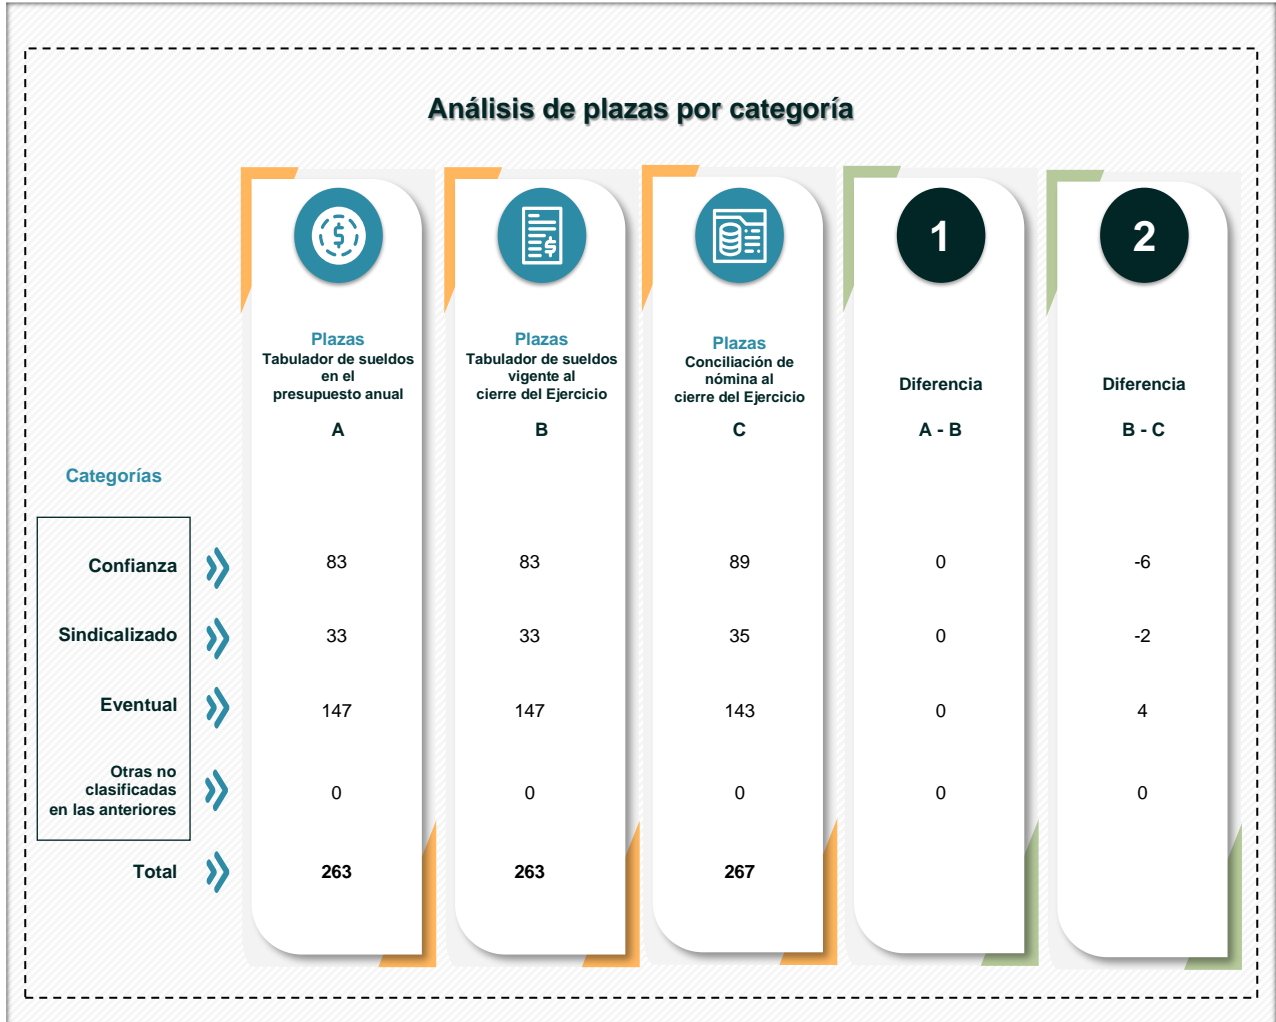 Análisis de plazas por categoría
1
2
Plazas
Tabulador de sueldos
en el
presupuesto anual
A
Plazas
Tabulador de sueldos
vigente al
cierre del Ejercicio
B
Plazas
Conciliación de
nómina al
cierre del Ejercicio
C
Diferencia
A - B
Diferencia
B - C
Categorías
Confianza 83 83 89 0 -6
Sindicalizado 33 33 35 0 -2
Eventual 147 147 143 0 4
Otras no
clasificadas
en las anteriores
0 0 0 0 0
Total 263 263 267